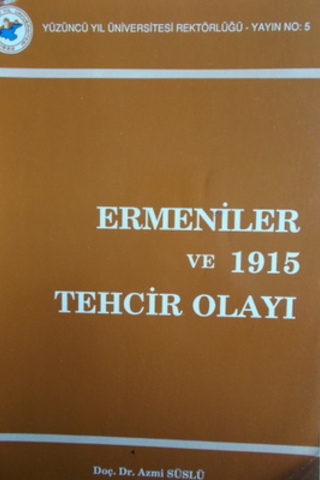 YÜZÜNCÜ YIL ÜNİVERSİTESİ REKTÖRLÜĞÜ - YAYIN NO: 5
ERMENİLER
VE 1915
TEHCİR OLAYI
Doç. Dr. Azmi SÜSLÜ